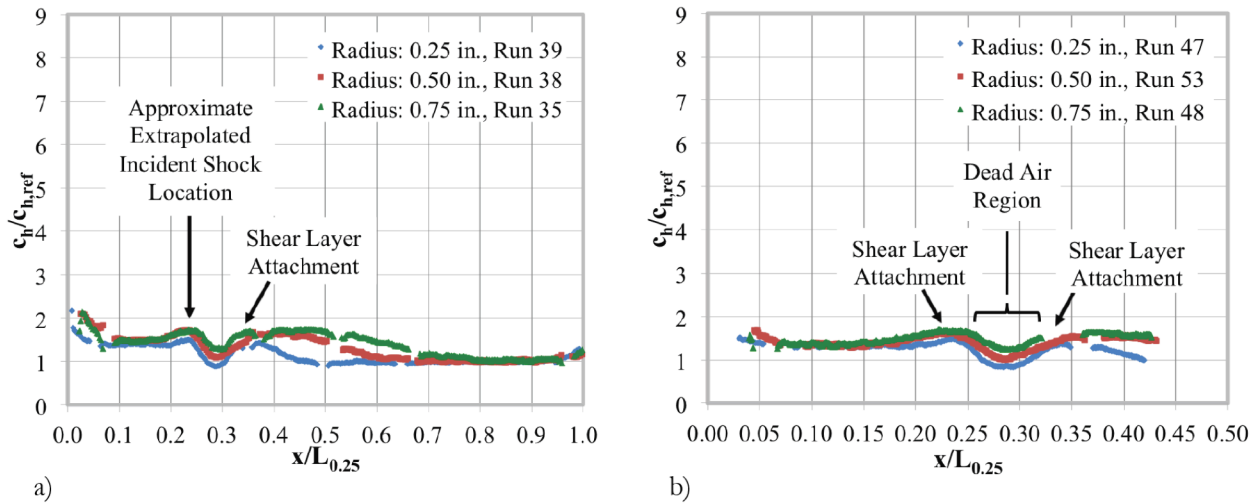 9
8
7
6
5
4
3
2
1
0
c_h/c_h,ref
Radius: 0.25 in., Run 39
Radius: 0.50 in., Run 38
Radius: 0.75 in., Run 35
Approximate
Extrapolated
Incident Shock
Location
Shear Layer
Attachment
0.0 0.1 0.2 0.3 0.4 0.5 0.6 0.7 0.8 0.9 1.0
x/L_0.25
a)
9
8
7
6
5
4
3
2
1
0
c_h/c_h,ref
Radius: 0.25 in., Run 47
Radius: 0.50 in., Run 53
Radius: 0.75 in., Run 48
Dead Air
Region
Shear Layer
Attachment
Shear Layer
Attachment
0.00 0.05 0.10 0.15 0.20 0.25 0.30 0.35 0.40 0.45 0.50
x/L_0.25
b)